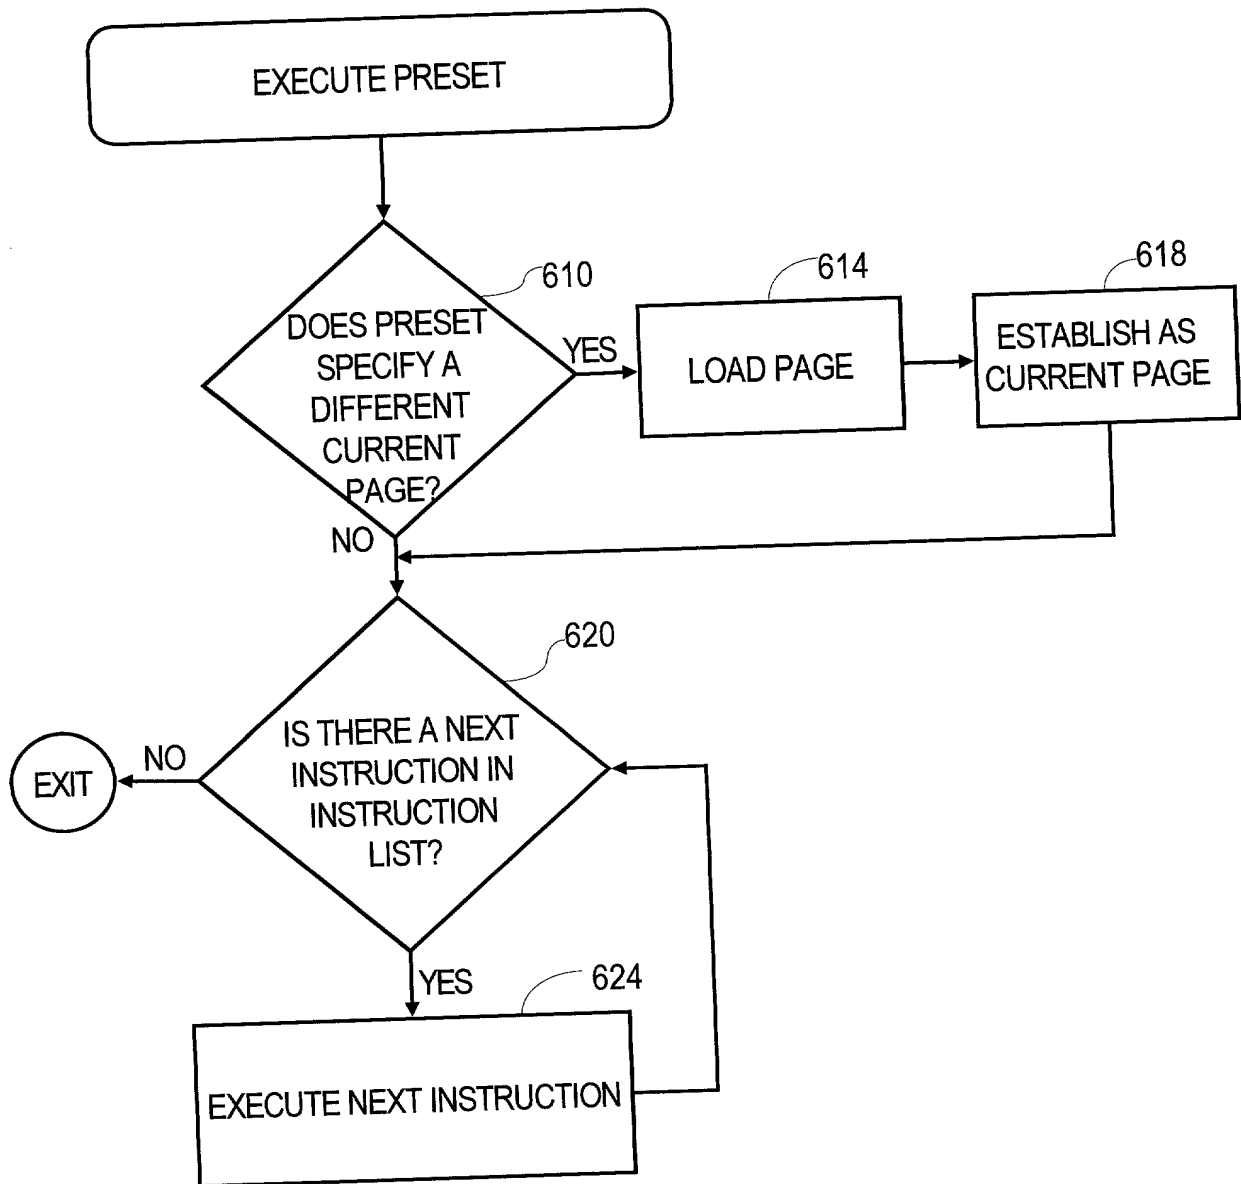 EXECUTE PRESET
610
DOES PRESET
SPECIFY A
DIFFERENT
CURRENT
PAGE?
YES
614
LOAD PAGE
618
ESTABLISH AS
CURRENT PAGE
NO
620
IS THERE A NEXT
INSTRUCTION IN
INSTRUCTION
LIST?
NO
EXIT
YES
624
EXECUTE NEXT INSTRUCTION